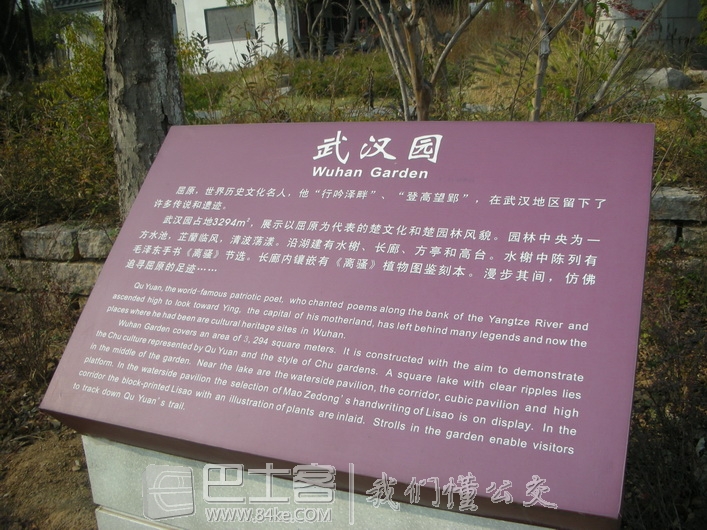 武汉园
Wuhan Garden
屈原，世界历史文化名人，他“行吟泽畔”、“登高望郢”，在武汉地区留下了
许多传说和遗迹。
武汉园占地3294m²，展示以屈原为代表的楚文化和楚园林风貌。园林中央为一
方水池，芷蘭临风，清波荡漾。沿湖建有水榭、长廊、方亭和高台。水榭中陈列有
毛泽东手书《离骚》节选。长廊内镶嵌有《离骚》植物图鉴刻本。漫步其间，仿佛
追寻屈原的足迹……
Qu Yuan, the world-famous patriotic poet, who chanted poems along the bank of the Yangtze River and
ascended high to look toward Ying, the capital of his motherland, has left behind many legends and now the
places where he had been are cultural heritage sites in Wuhan.
Wuhan Garden covers an area of 3, 294 square meters. It is constructed with the aim to demonstrate
the Chu culture represented by Qu Yuan and the style of Chu gardens. A square lake with clear ripples lies
in the middle of the garden. Near the lake are the waterside pavilion, the corridor, cubic pavilion and high
platform. In the waterside pavilion the selection of Mao Zedong's handwriting of Lisao is on display. In the
corridor the block-printed Lisao with an illustration of plants are inlaid. Strolls in the garden enable visitors
to track down Qu Yuan's trail.
巴士客 我们懂公交
www.84ke.com